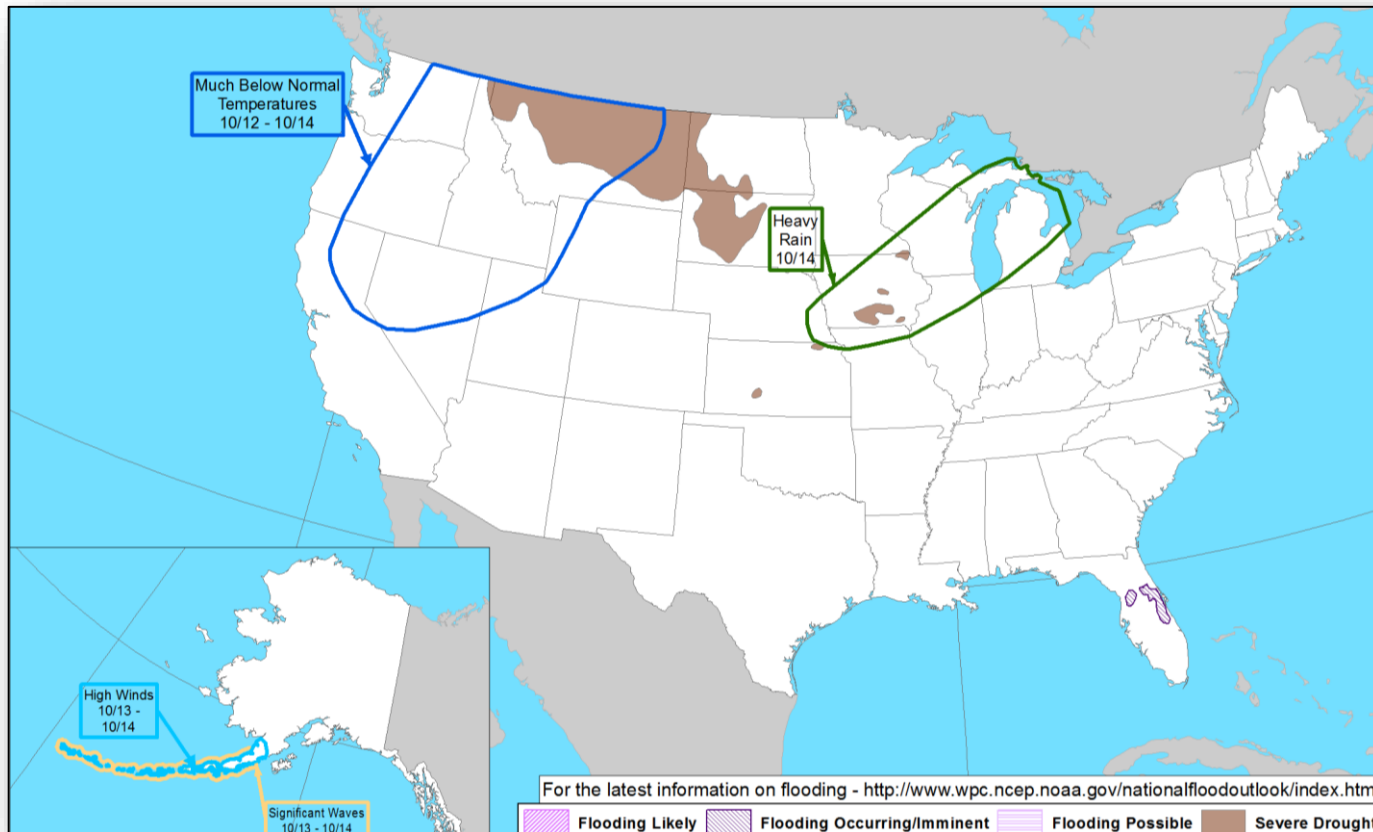 Much Below Normal
Temperatures
10/12 - 10/14
Heavy
Rain
10/14
High Winds
10/13 -
10/14
Significant Waves
10/13 - 10/14
For the latest information on flooding - http://www.wpc.ncep.noaa.gov/nationalfloodoutlook/index.htm
Flooding Likely Flooding Occurring/Imminent Flooding Possible Severe Drought